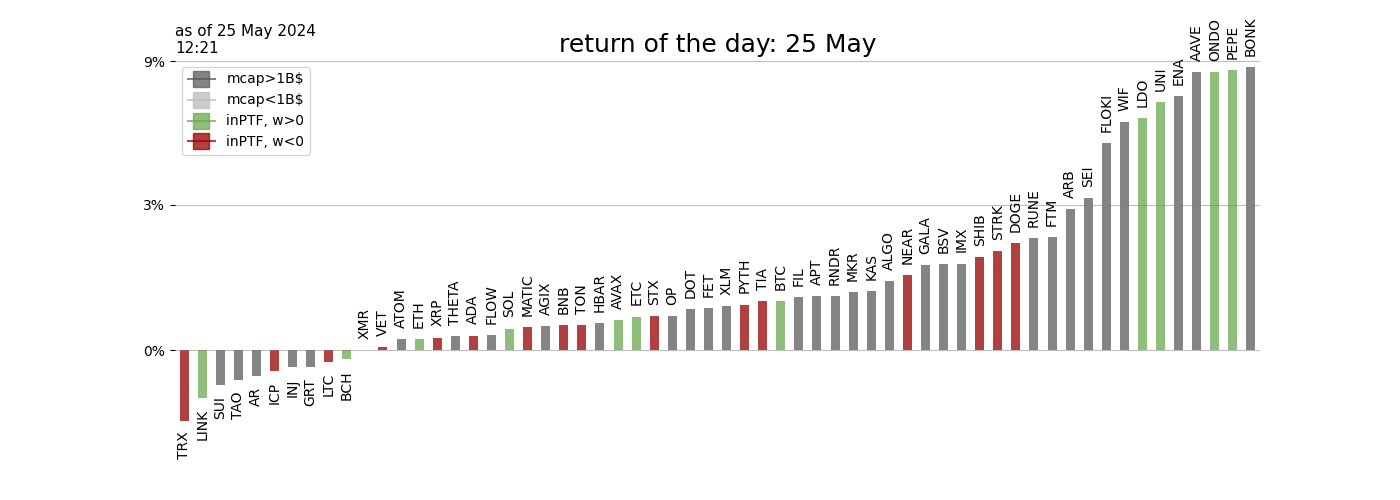 as of 25 May 2024
12:21
return of the day: 25 May
9%
3%
0%
mcap>1B$
mcap<1B$
inPTF, w>0
inPTF, w<0
TRX
LINK
SUI
TAO
AR
ICP
INJ
GRT
LTC
BCH
XMR
VET
ATOM
ETH
XRP
THETA
ADA
FLOW
SOL
MATIC
AGIX
BNB
TON
HBAR
AVAX
ETC
STX
OP
DOT
FET
XLM
PYTH
TIA
BTC
FIL
APT
RNDR
MKR
KAS
ALGO
NEAR
GALA
BSV
IMX
SHIB
STRK
DOGE
RUNE
FTM
ARB
SEI
FLOKI
WIF
LDO
UNI
ENA
AAVE
ONDO
PEPE
BONK